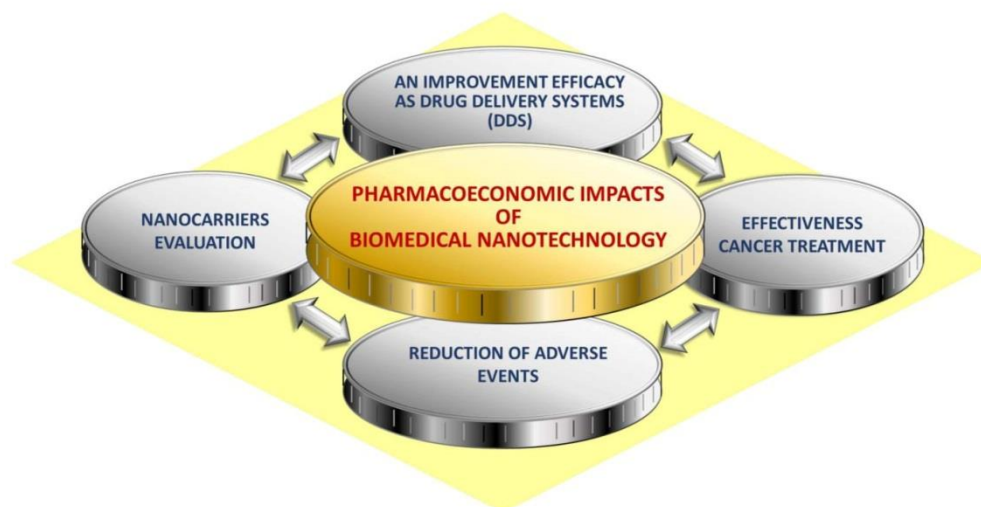 AN IMPROVEMENT EFFICACY
AS DRUG DELIVERY SYSTEMS
(DDS)
PHARMACOECONOMIC IMPACTS
OF
BIOMEDICAL NANOTECHNOLOGY
NANOCARRIERS
EVALUATION
EFFECTIVENESS
CANCER TREATMENT
REDUCTION OF ADVERSE
EVENTS